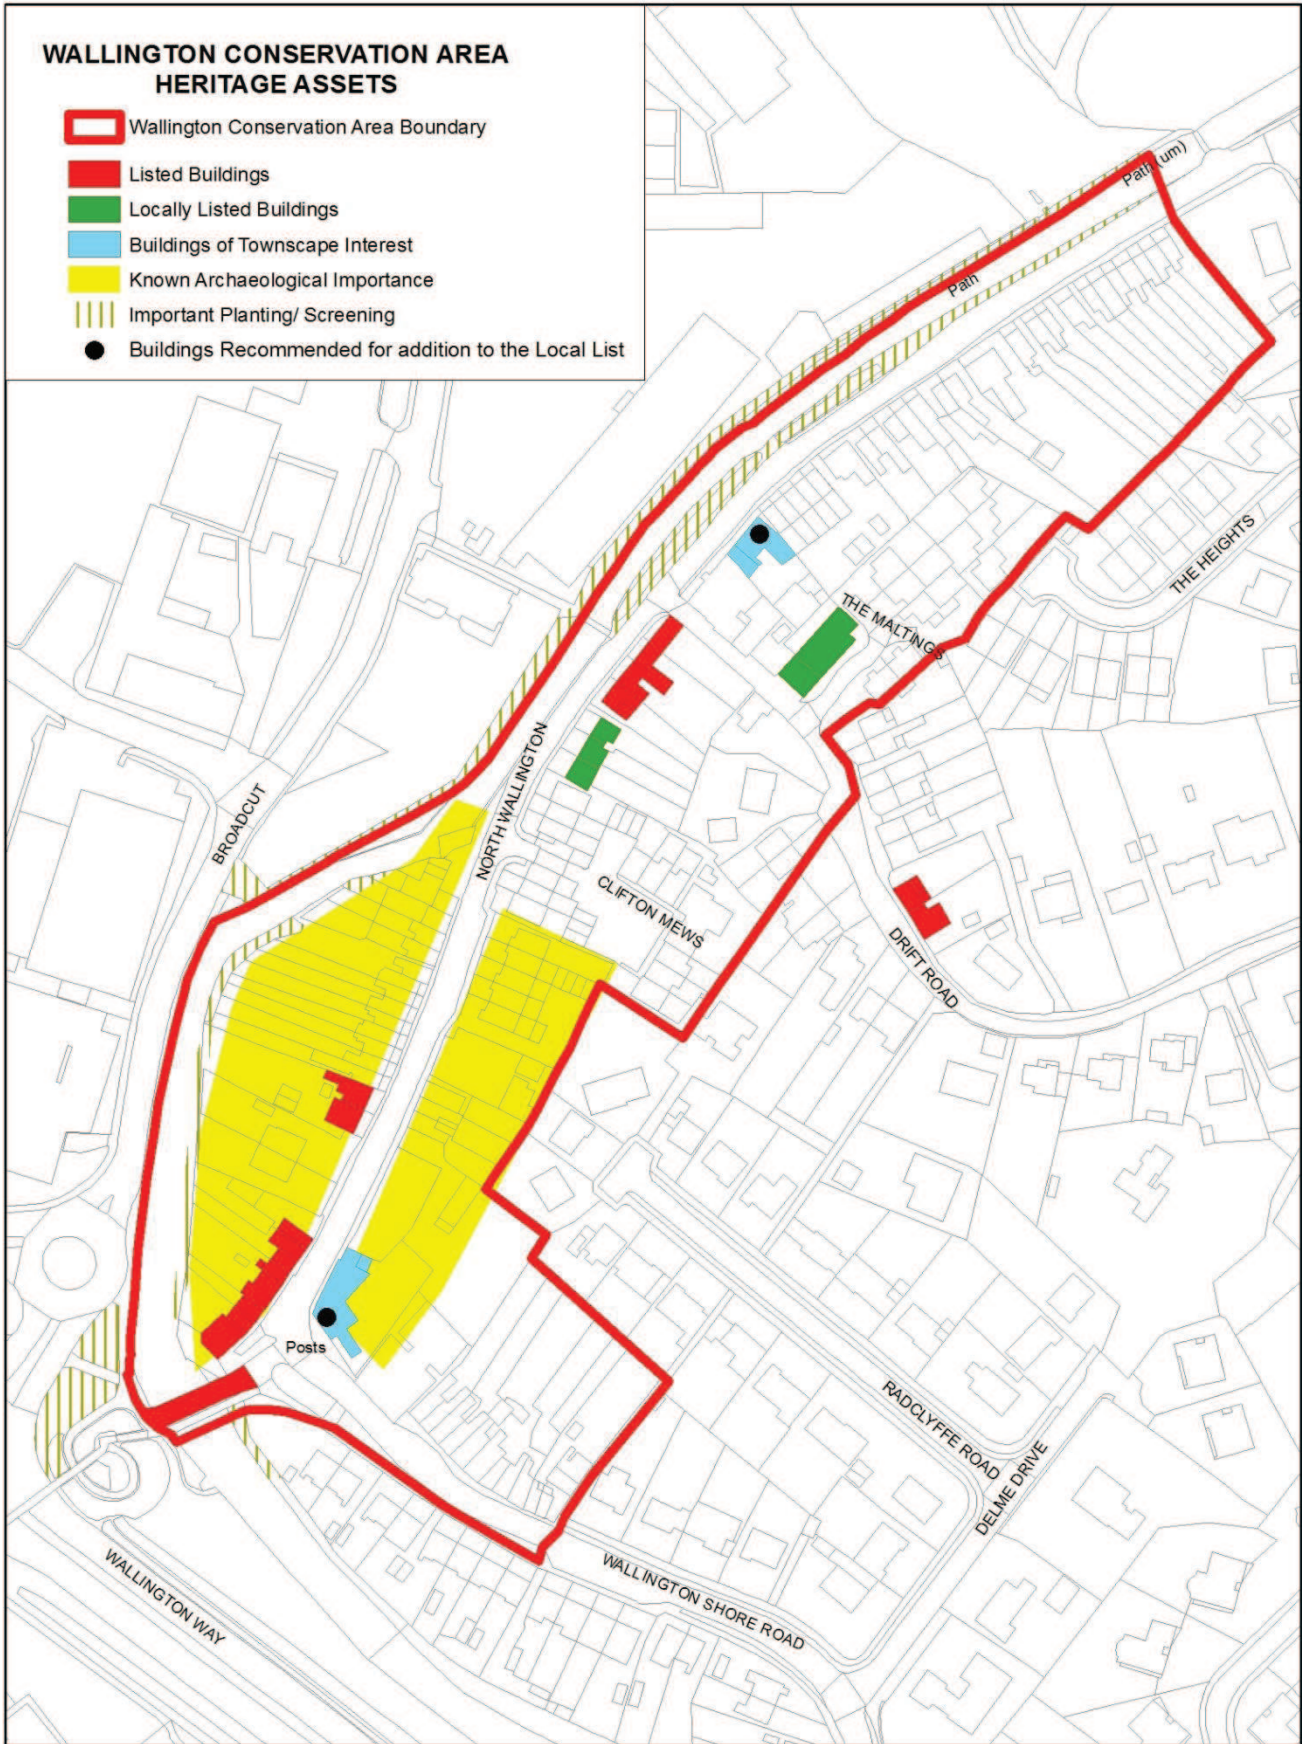 WALLINGTON CONSERVATION AREA
HERITAGE ASSETS
Wallington Conservation Area Boundary
Listed Buildings
Locally Listed Buildings
Buildings of Townscape Interest
Known Archaeological Importance
Important Planting/ Screening
Buildings Recommended for addition to the Local List
Path (um)
Path
THE HEIGHTS
THE MALTINGS
NORTH WALLINGTON
BROADCUT
CLIFTON MEWS
DRIFT ROAD
Posts
RADCLYFFE ROAD
DELME DRIVE
WALLINGTON SHORE ROAD
WALLINGTON WAY